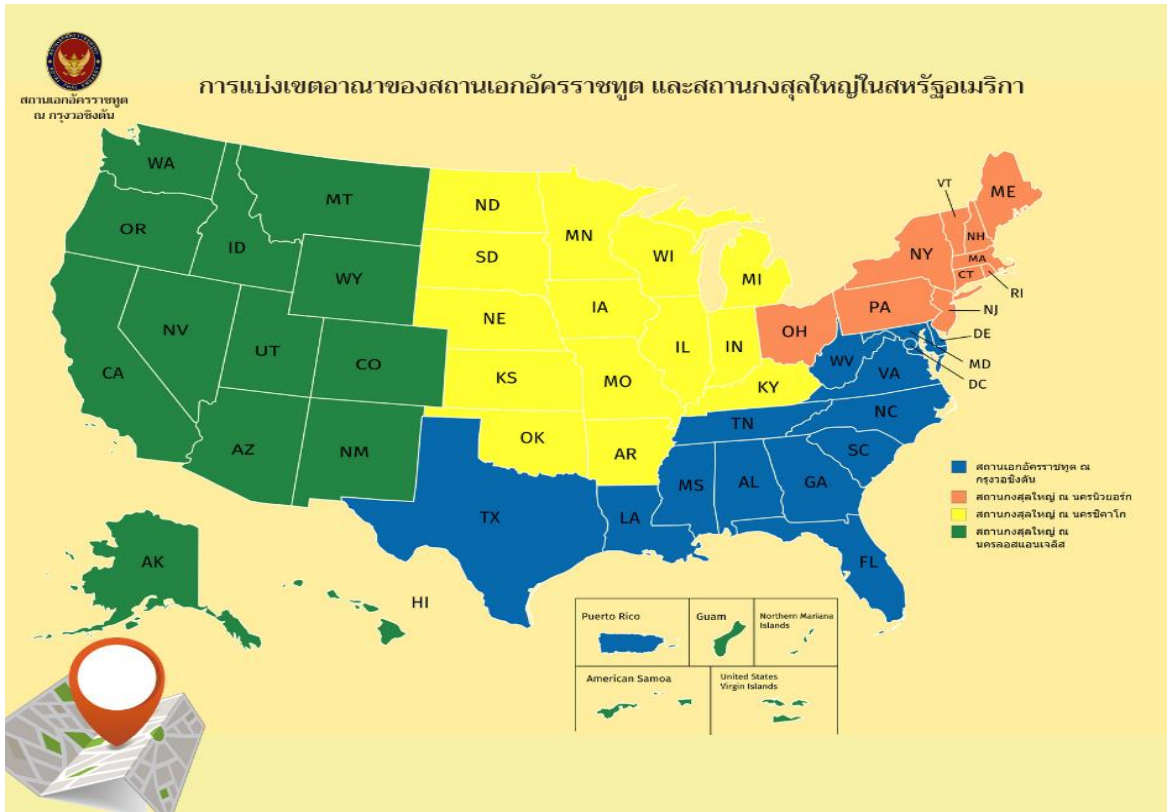 สถานเอกอัครราชทูต
ณ กรุงวอชิงตัน
การแบ่งเขตอาณาของสถานเอกอัครราชทูต และสถานกงสุลใหญ่ในสหรัฐอเมริกา
WA
MT
ND
MN
VT
ME
OR
ID
SD
WI
MI
NY
NH
MA
CT
RI
WY
NE
IA
PA
NJ
NV
UT
CO
IL
IN
OH
DE
MD
DC
CA
KS
MO
KY
WV
VA
AZ
NM
OK
AR
TN
NC
SC
TX
LA
MS
AL
GA
FL
AK
HI
สถานเอกอัครราชทูต ณ
กรุงวอชิงตัน
สถานกงสุลใหญ่ ณ นครนิวยอร์ก
สถานกงสุลใหญ่ ณ นครชิคาโก
สถานกงสุลใหญ่ ณ
นครลอสแอนเจลิส
Puerto Rico
Guam
Northern Mariana
Islands
American Samoa
United States
Virgin Islands